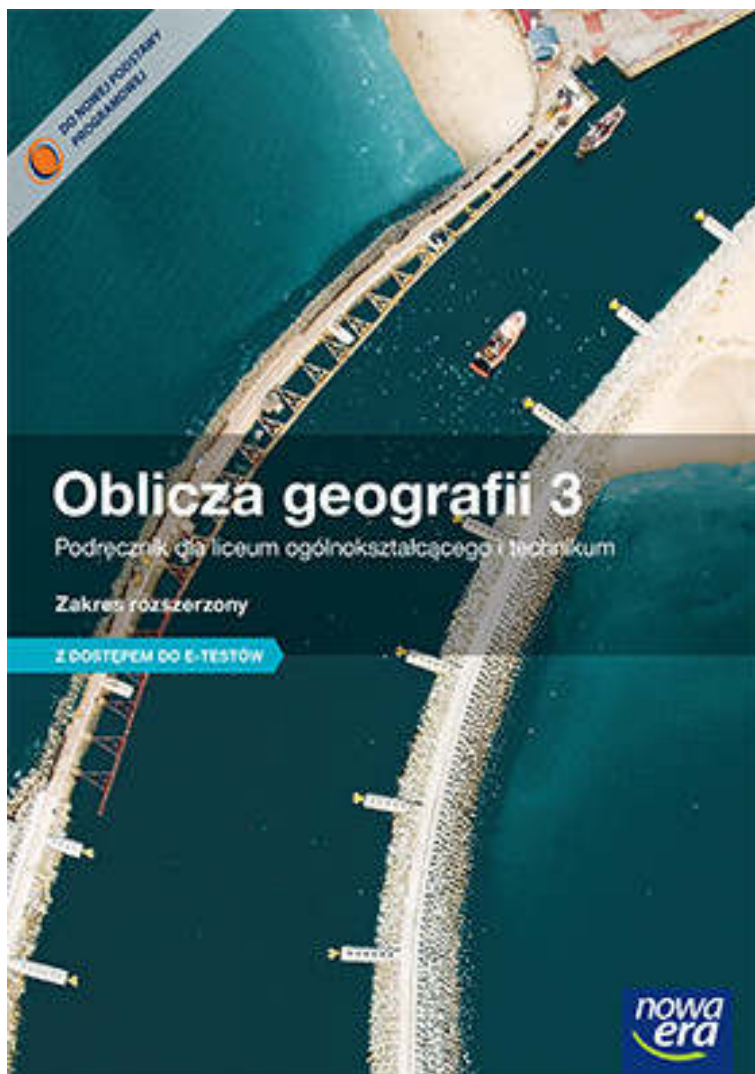 DO NOWEJ PODSTAWY
PROGRAMOWEJ
Oblicza geografii 3
Podręcznik dla liceum ogólnokształcącego i technikum
Zakres rozszerzony
Z DOSTĘPEM DO E-TESTÓW
nowa
era